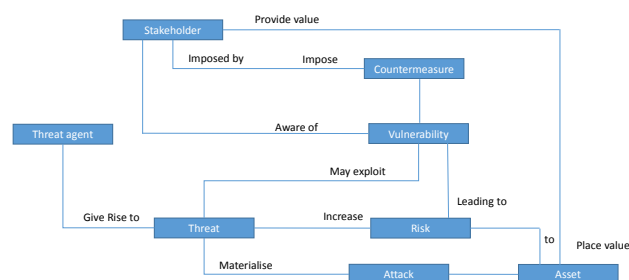 Provide value
Stakeholder
Imposed by Impose
Countermeasure
Threat agent
Aware of
Vulnerability
May exploit
Leading to
Give Rise to
Threat
Increase
Risk
to
Place value
Materialise
Attack
Asset